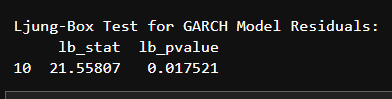 Ljung-Box Test for GARCH Model Residuals:
lb_stat lb_pvalue
10 21.55807 0.017521